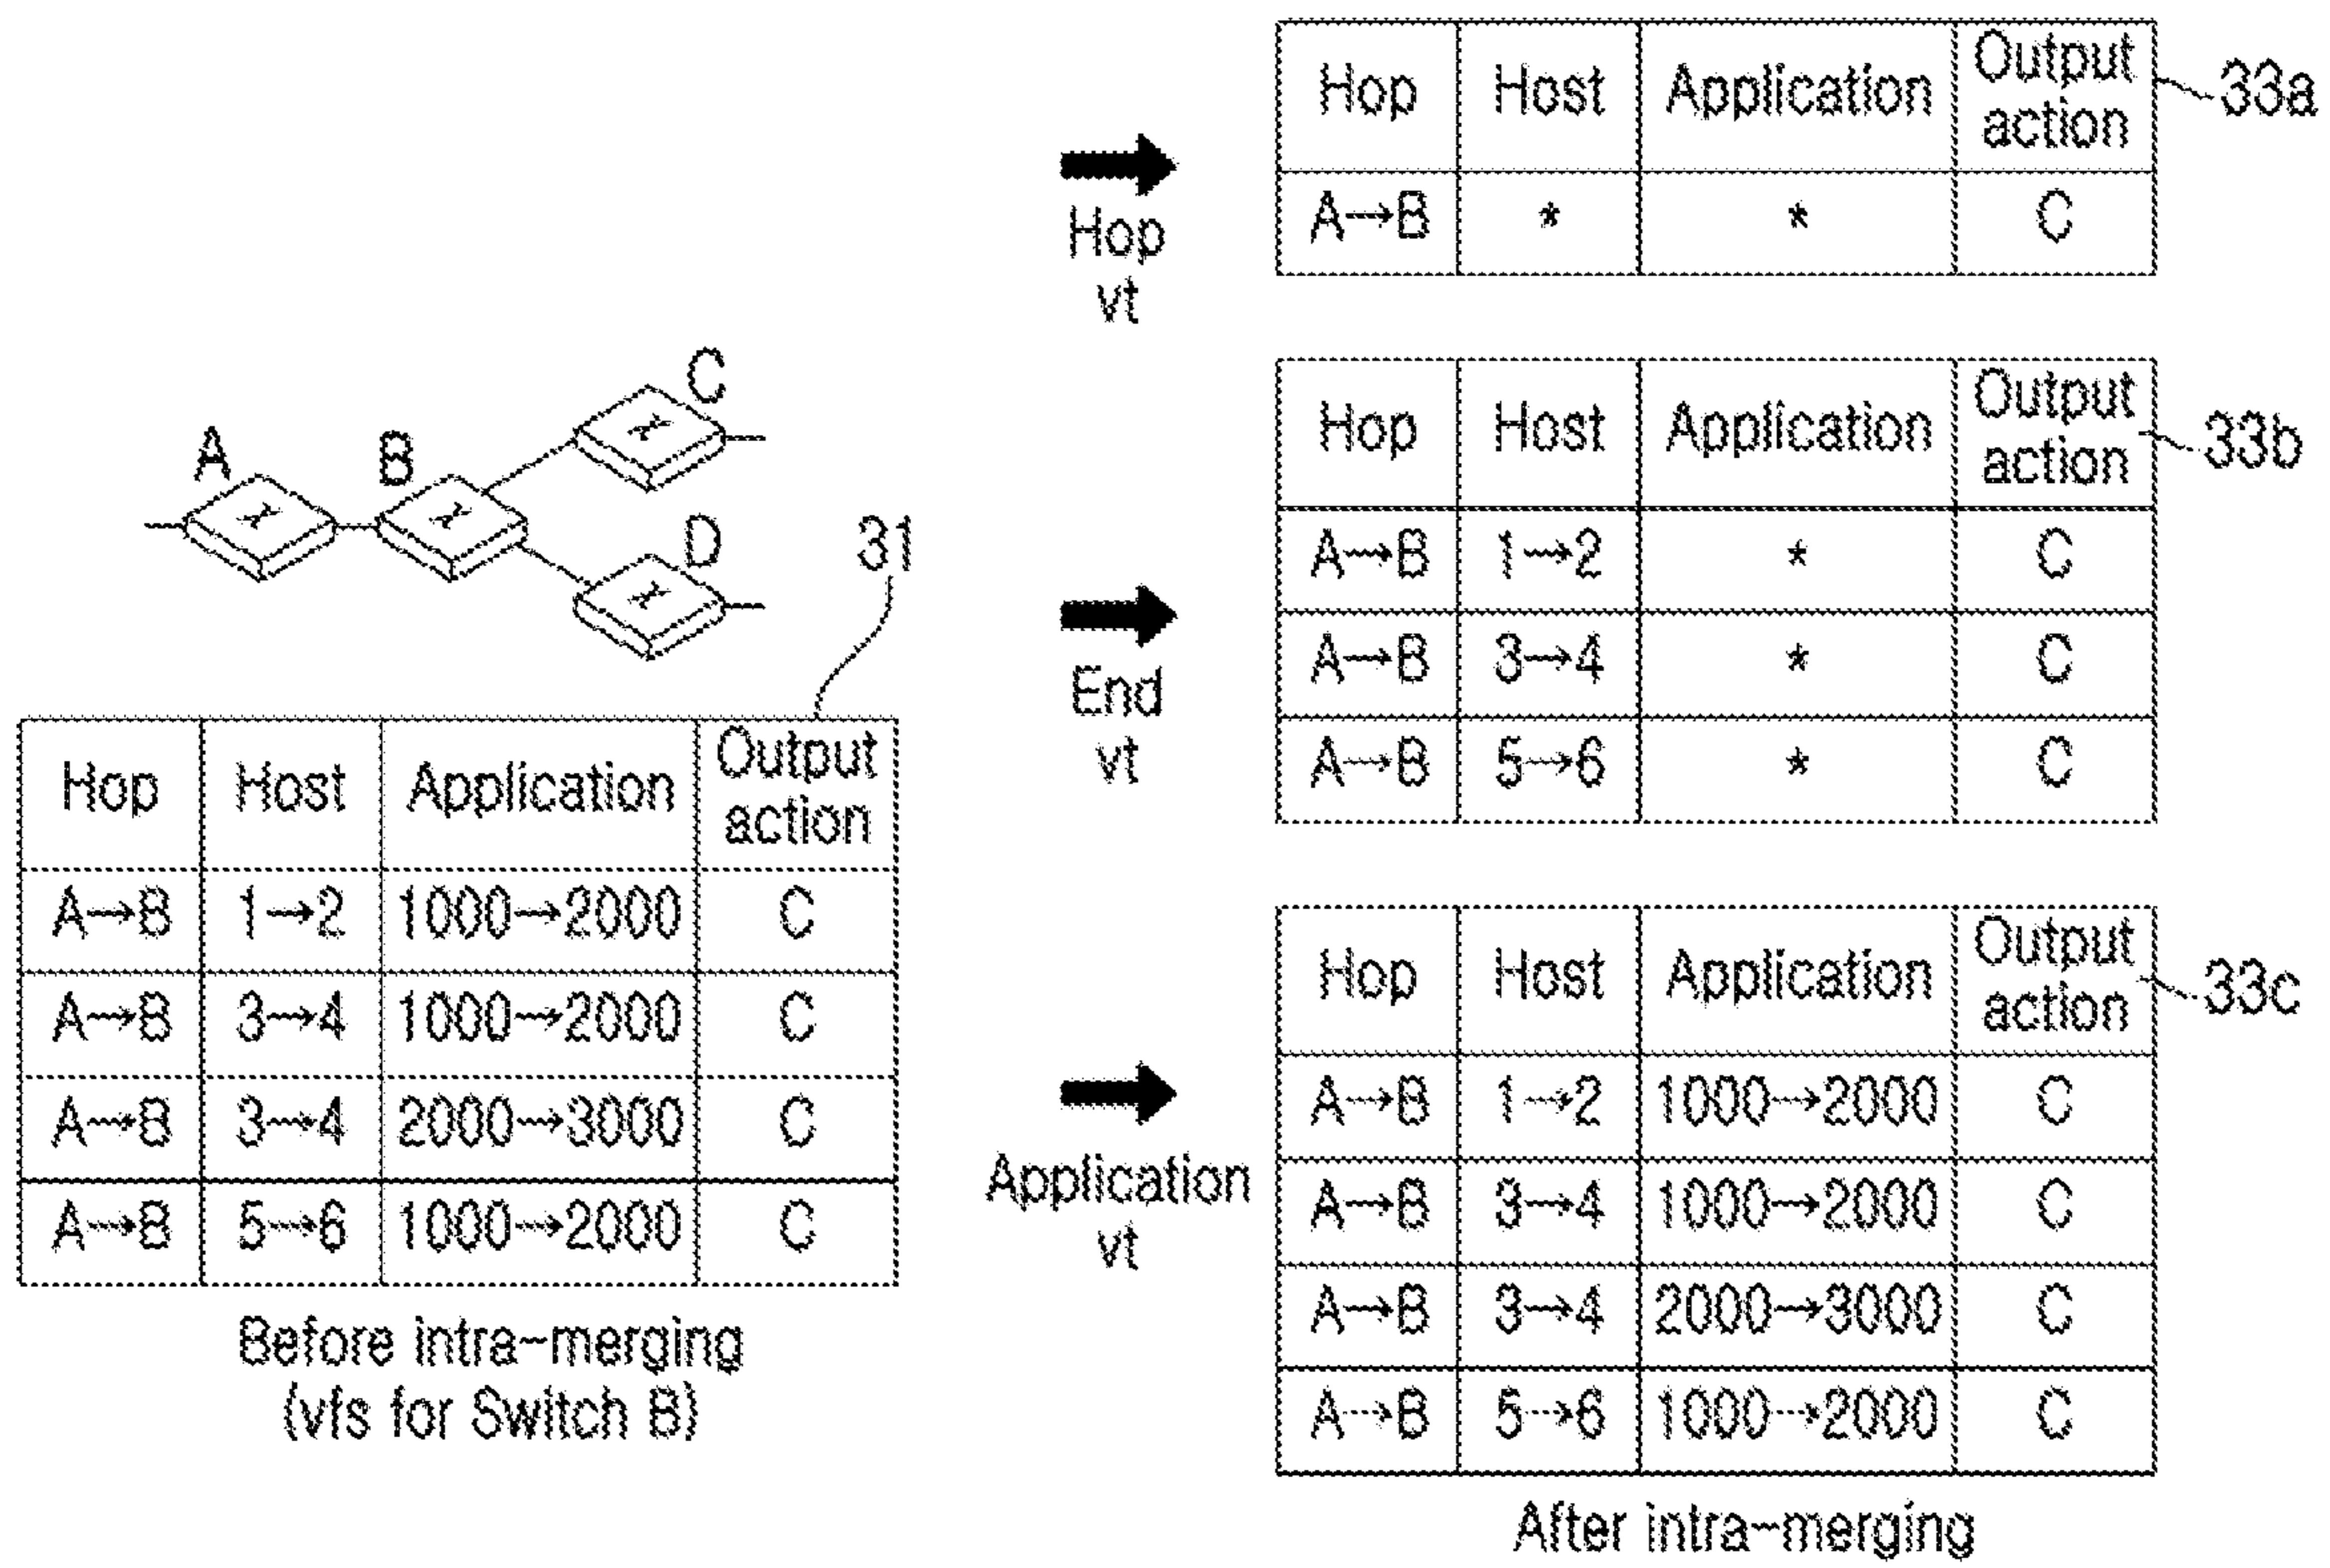 A
B
C
D
31
Hop Host Application Output action
A→B 1→2 1000→2000 C
A→B 3→4 1000→2000 C
A→B 3→4 2000→3000 C
A→B 5→6 1000→2000 C
Before intra-merging
(vfs for Switch B)
Hop
vt
Hop Host Application Output action
33a
A→B * * C
End
vt
Hop Host Application Output action
33b
A→B 1→2 * C
A→B 3→4 * C
A→B 5→6 * C
Application
vt
Hop Host Application Output action
33c
A→B 1→2 1000→2000 C
A→B 3→4 1000→2000 C
A→B 3→4 2000→3000 C
A→B 5→6 1000→2000 C
After intra-merging